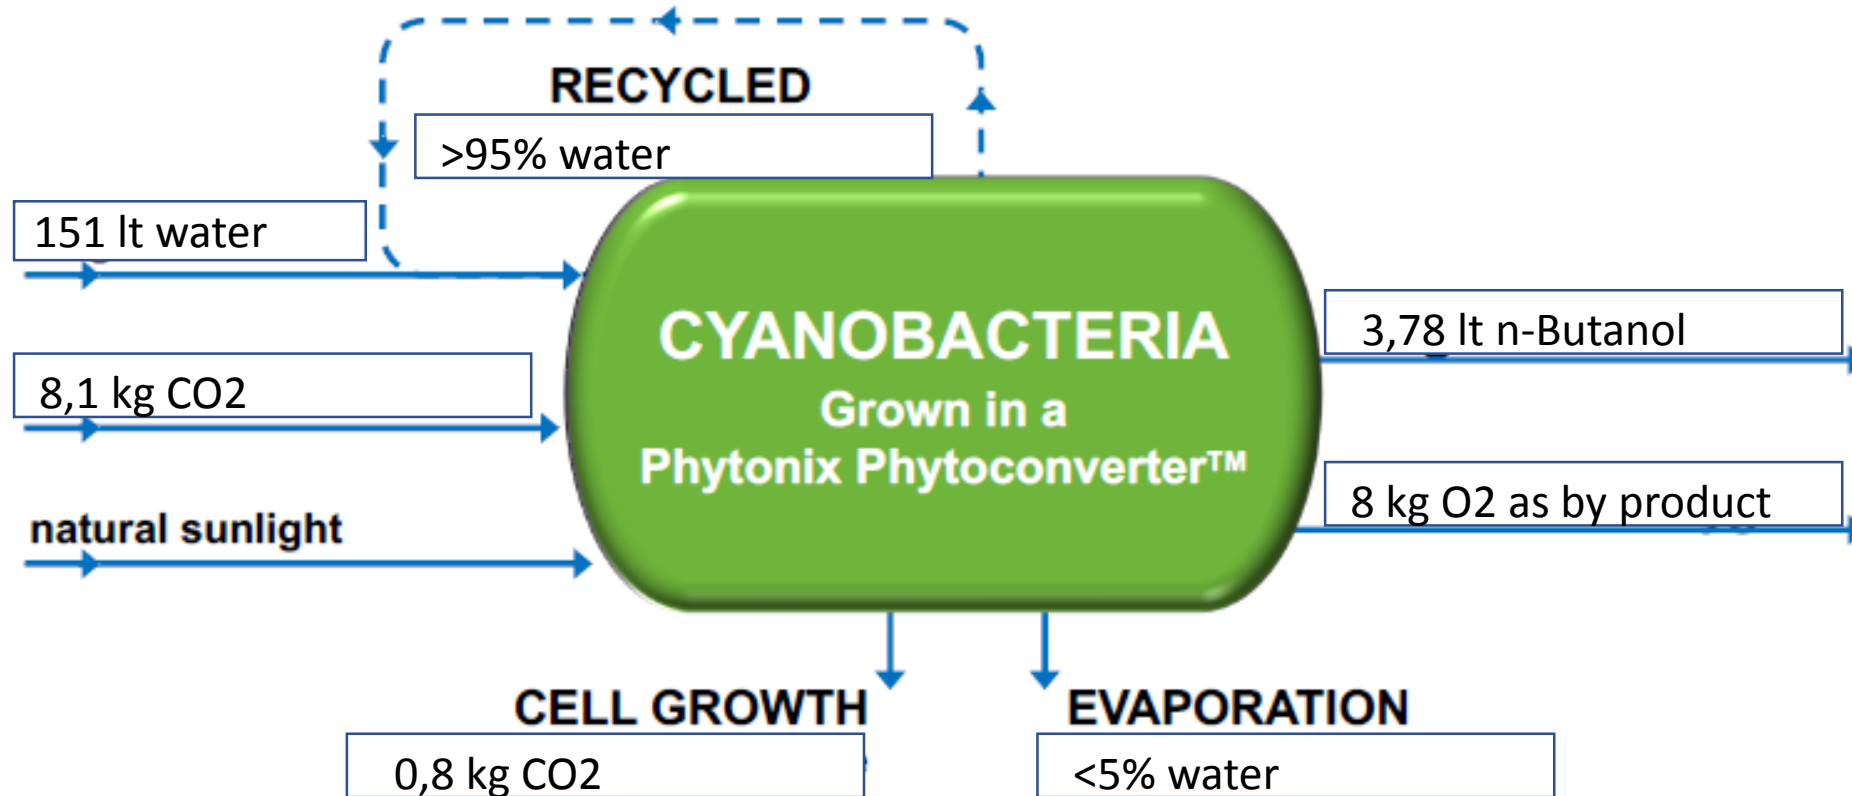 RECYCLED
>95% water
151 lt water
8,1 kg CO2
natural sunlight
CYANOBACTERIA
Grown in a
Phytonix Phytoconverter™
3,78 lt n-Butanol
8 kg O2 as by product
CELL GROWTH
0,8 kg CO2
EVAPORATION
<5% water